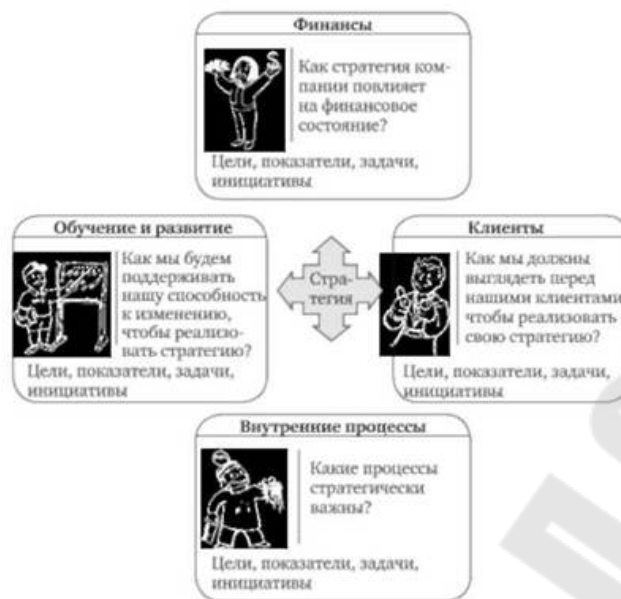 Финансы
Как стратегия ком-
пании повлияет
на финансовое
состояние?
Цели, показатели, задачи,
инициативы
Обучение и развитие
Как мы будем
поддерживать
нашу способность
к изменению,
чтобы реализо-
вать стратегию?
Цели, показатели, задачи,
инициативы
Стра-
тегия
Клиенты
Как мы должны
выглядеть перед
нашими клиентами,
чтобы реализовать
свою стратегию?
Цели, показатели, задачи,
инициативы
Внутренние процессы
Какие процессы
стратегически
важны?
Цели, показатели, задачи,
инициативы